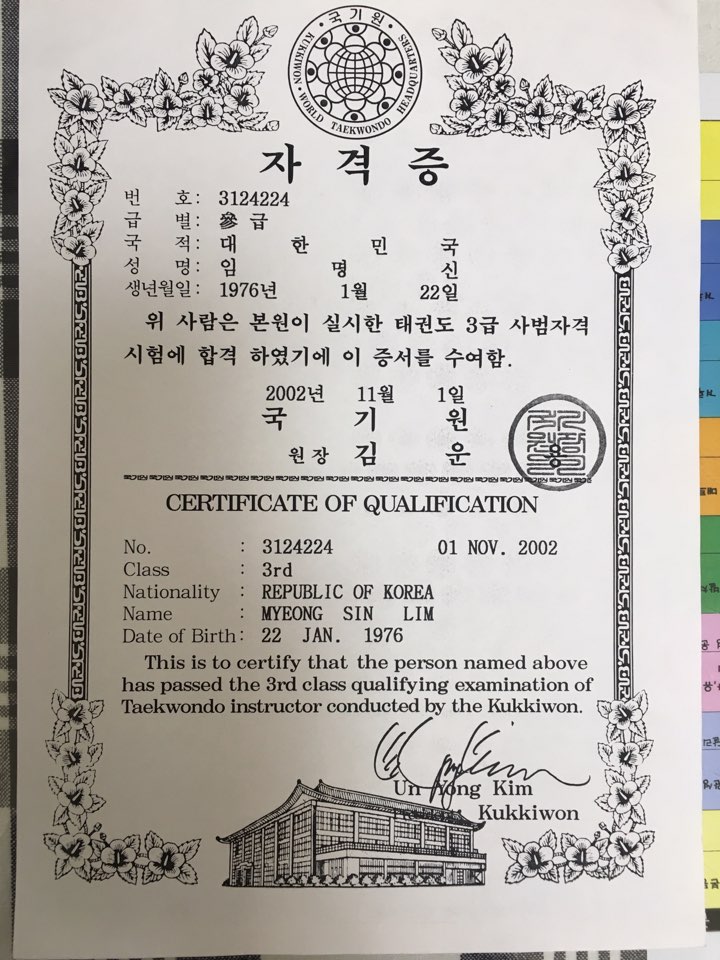 국기원
KUKKIWON · WORLD TAEKWONDO HEADQUARTERS
자 격 증
번 호: 3124224
급 별: 參 급
국 적: 대 한 민 국
성 명: 임 명 신
생년월일: 1976년 1월 22일
위 사람은 본원이 실시한 태권도 3급 사범자격
시험에 합격 하였기에 이 증서를 수여함.
2002년 11월 1일
국 기 원
원장 김 운 용
CERTIFICATE OF QUALIFICATION
No. : 3124224 01 NOV. 2002
Class : 3rd
Nationality : REPUBLIC OF KOREA
Name : MYEONG SIN LIM
Date of Birth: 22 JAN. 1976
This is to certify that the person named above
has passed the 3rd class qualifying examination of
Taekwondo instructor conducted by the Kukkiwon.
Un Yong Kim
Kukkiwon